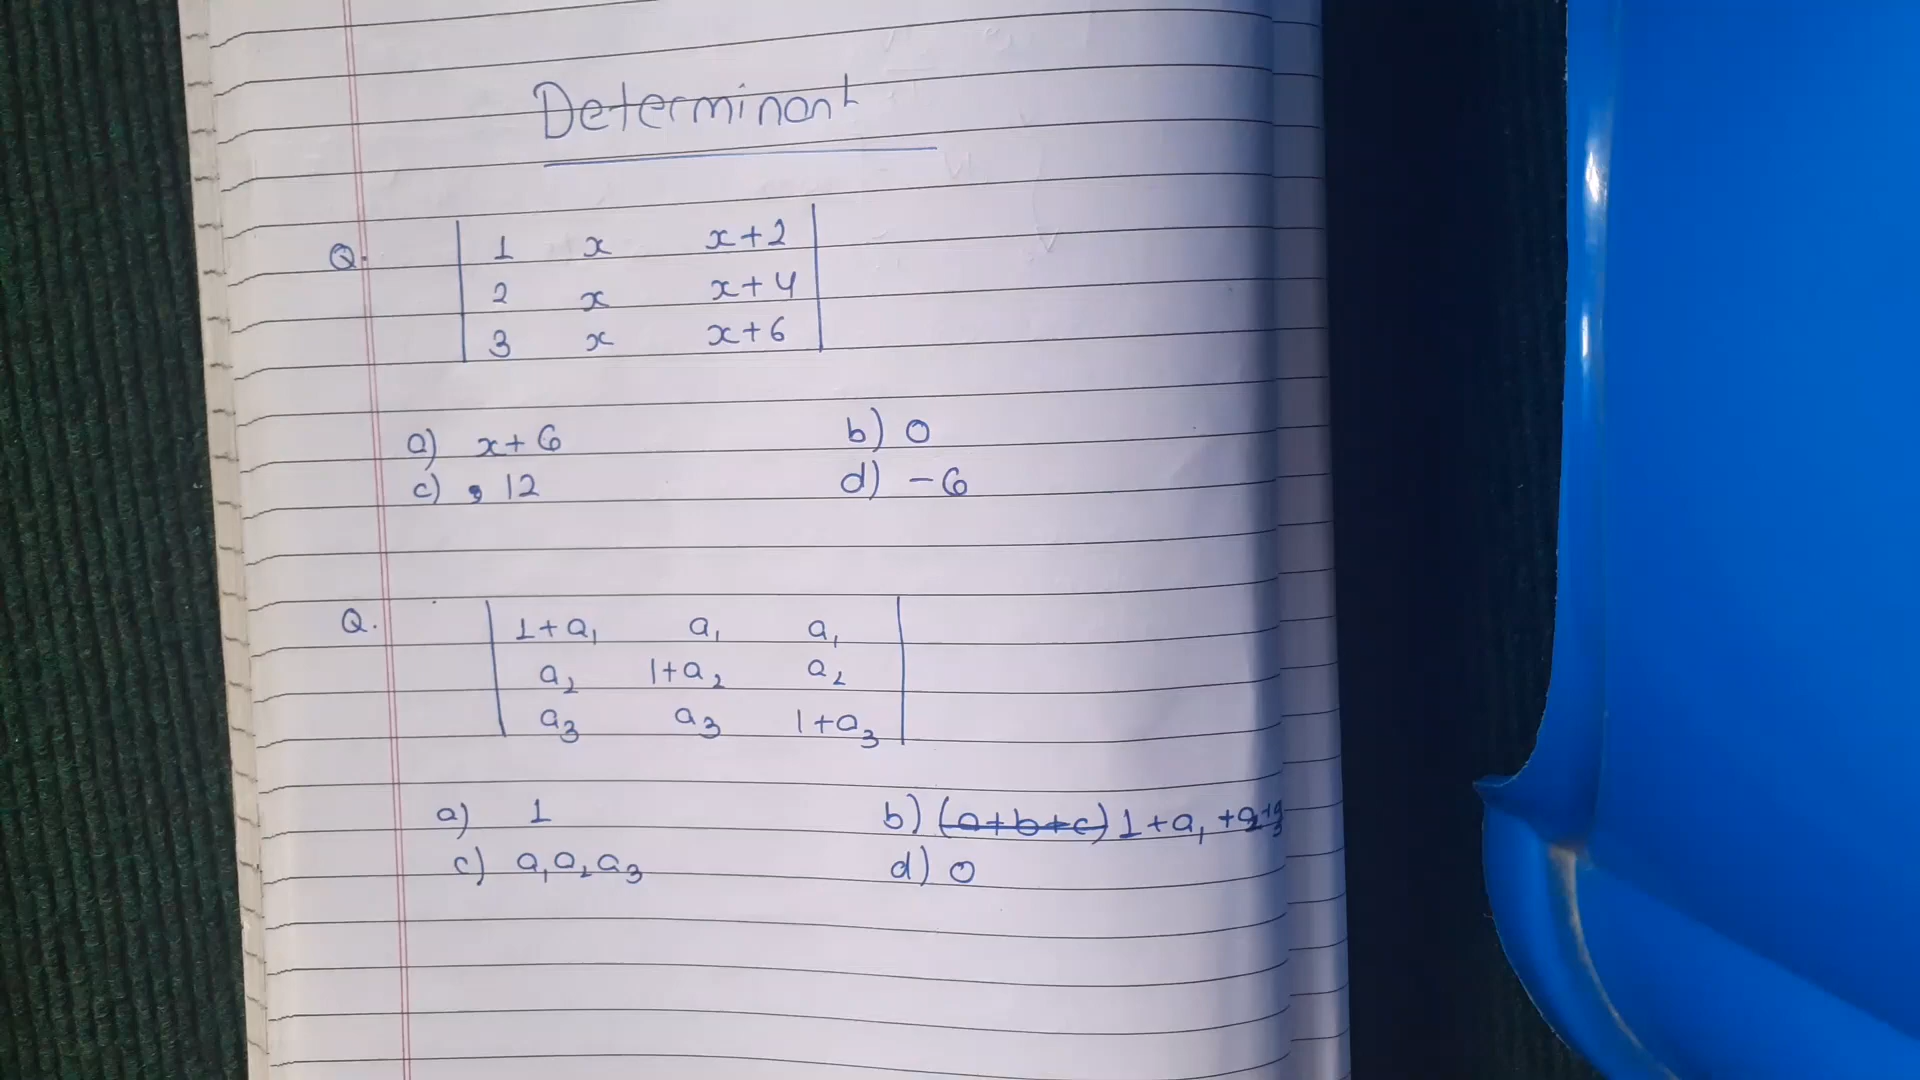 Determinant
Q. | 1 x x+2 |
| 2 x x+4 |
| 3 x x+6 |
a) x+6 b) 0
c) 12 d) -6
Q. | 1+a₁ a₁ a₁ |
| a₂ 1+a₂ a₂ |
| a₃ a₃ 1+a₃ |
a) 1 b) (a+b+c) 1+a₁+a₂+a₃
c) a₁a₂a₃ d) 0